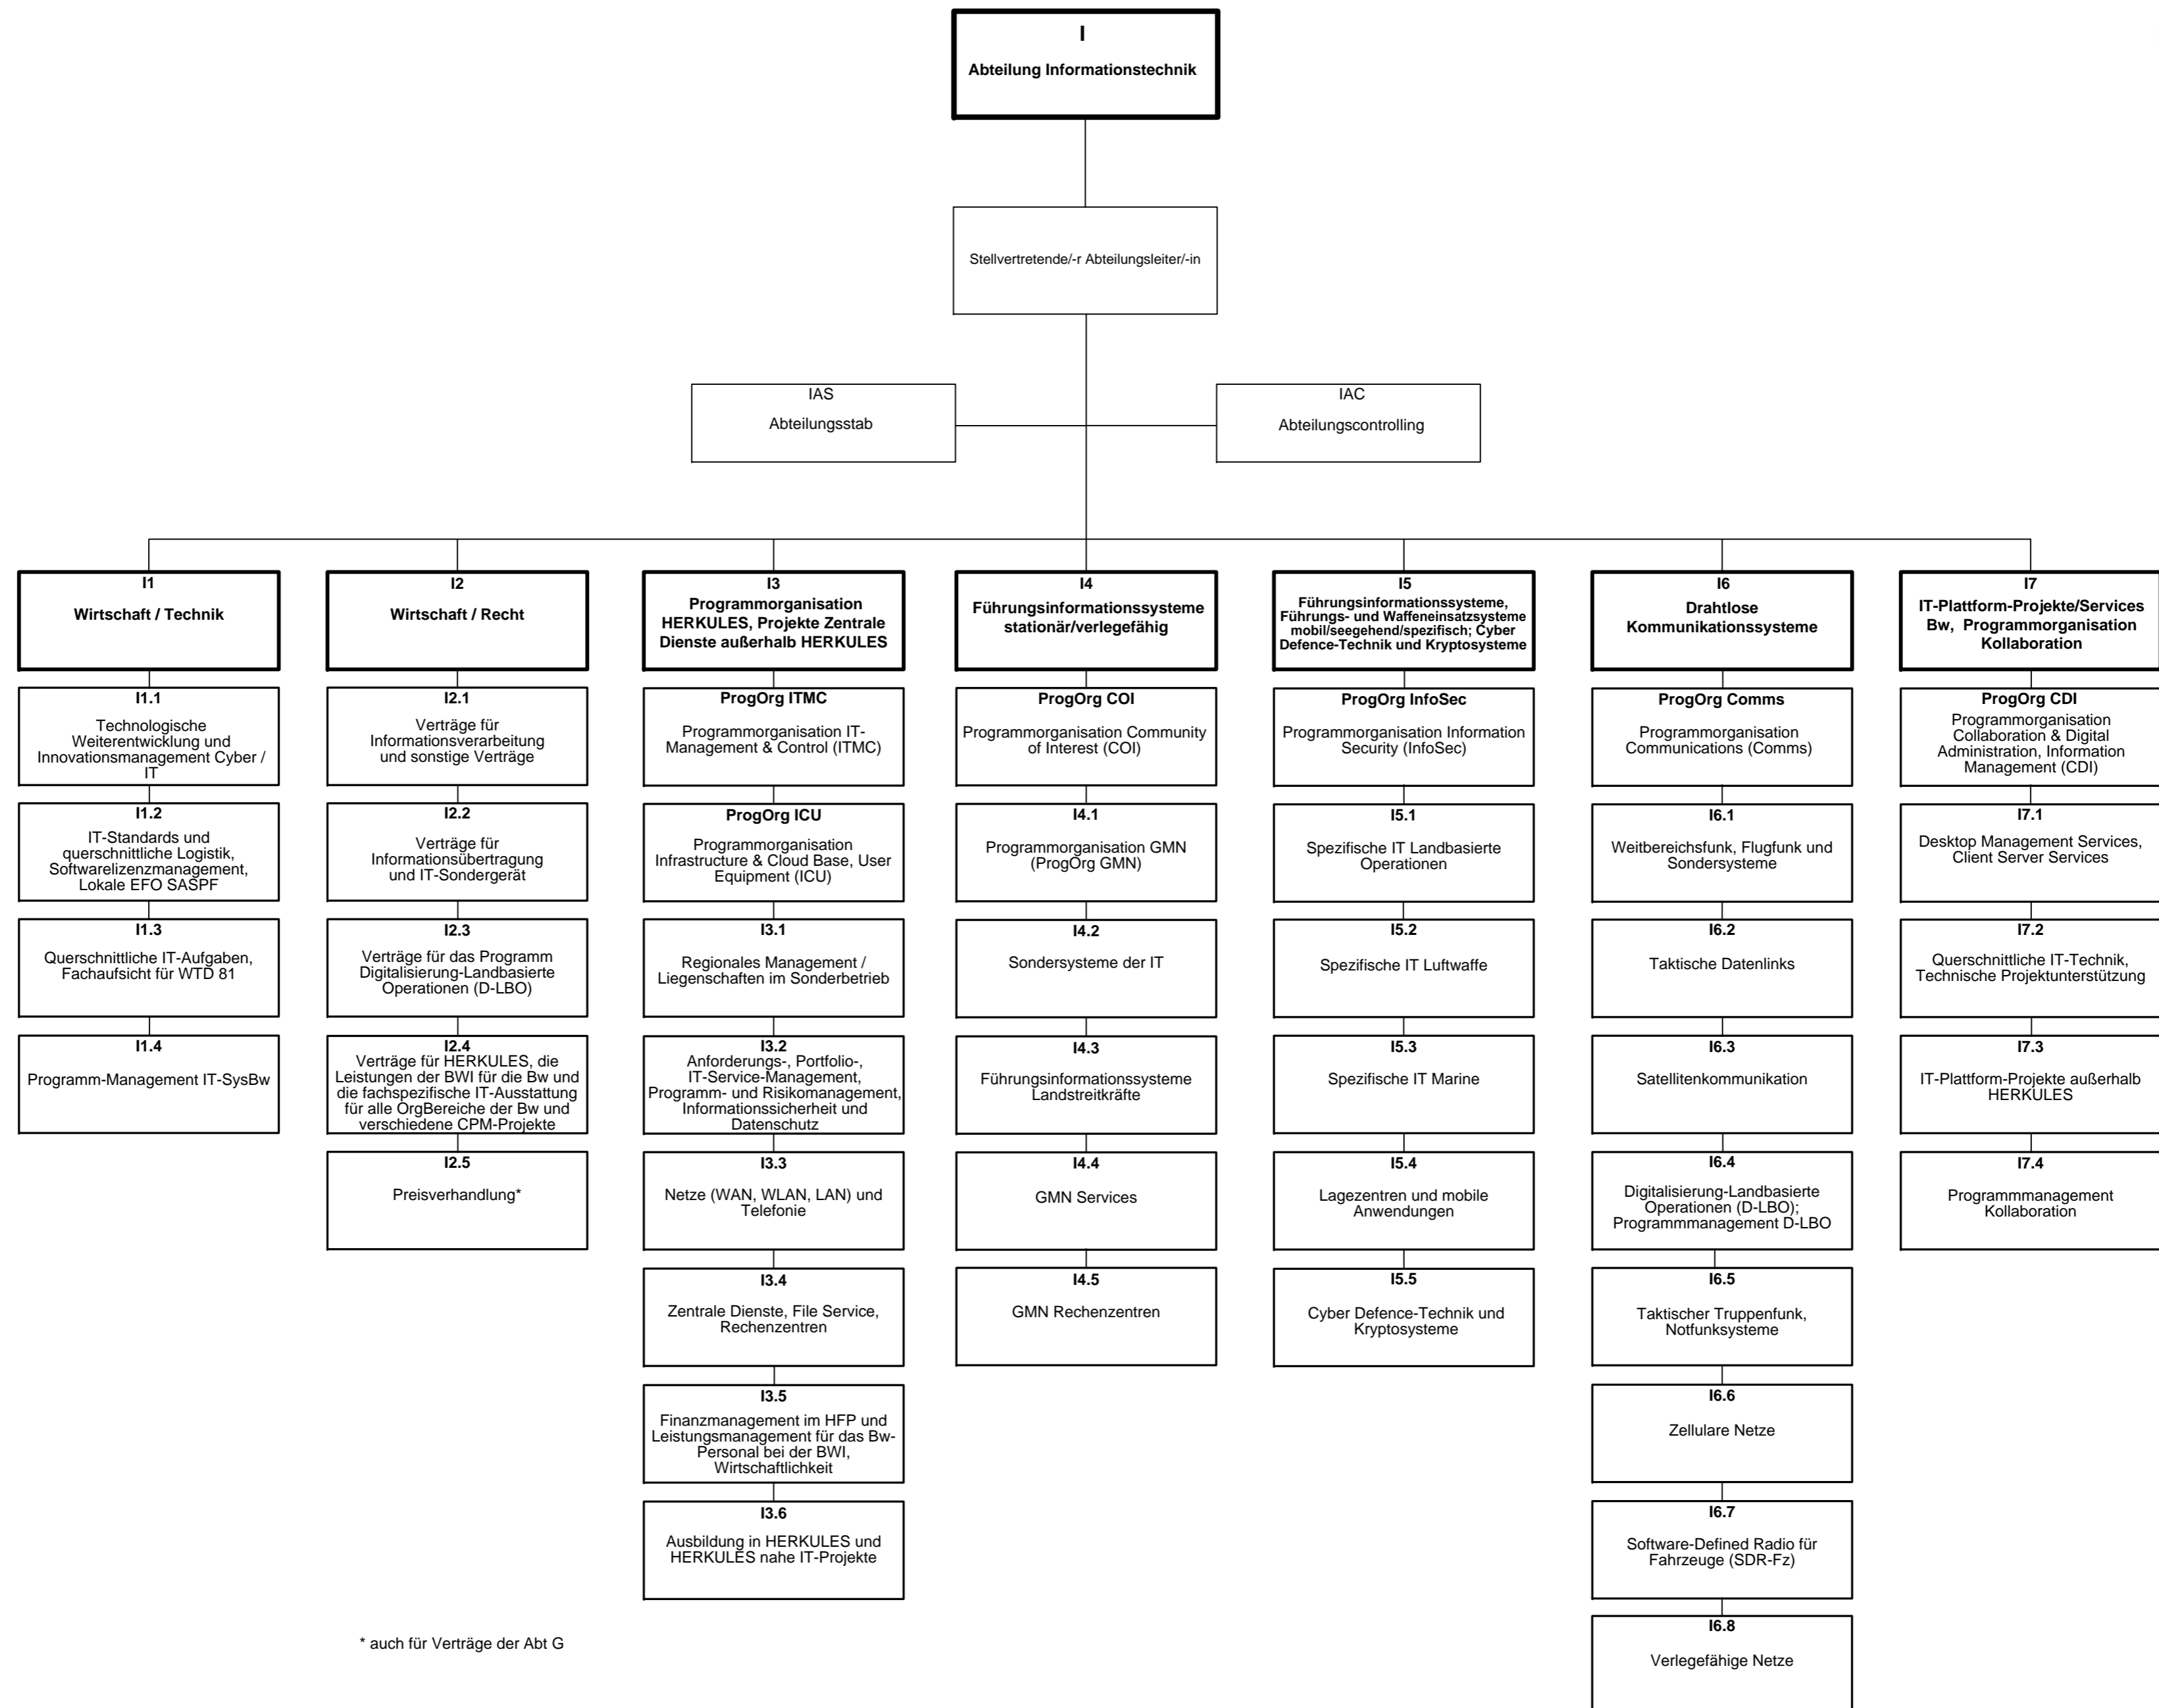 I
Abteilung Informationstechnik
Stellvertretende/-r Abteilungsleiter/-in
IAS
Abteilungsstab
IAC
Abteilungscontrolling
I1
Wirtschaft / Technik
I1.1
Technologische
Weiterentwicklung und
Innovationsmanagement Cyber /
IT
I1.2
IT-Standards und
querschnittliche Logistik,
Softwarelizenzmanagement,
Lokale EFO SASPF
I1.3
Querschnittliche IT-Aufgaben,
Fachaufsicht für WTD 81
I1.4
Programm-Management IT-SysBw
I2
Wirtschaft / Recht
I2.1
Verträge für
Informationsverarbeitung
und sonstige Verträge
I2.2
Verträge für
Informationsübertragung
und IT-Sondergerät
I2.3
Verträge für das Programm
Digitalisierung-Landbasierte
Operationen (D-LBO)
I2.4
Verträge für HERKULES, die
Leistungen der BWI für die Bw und
die fachspezifische IT-Ausstattung
für alle OrgBereiche der Bw und
verschiedene CPM-Projekte
I2.5
Preisverhandlung*
I3
Programmorganisation
HERKULES, Projekte Zentrale
Dienste außerhalb HERKULES
ProgOrg ITMC
Programmorganisation IT-
Management & Control (ITMC)
ProgOrg ICU
Programmorganisation
Infrastructure & Cloud Base, User
Equipment (ICU)
I3.1
Regionales Management /
Liegenschaften im Sonderbetrieb
I3.2
Anforderungs-, Portfolio-,
IT-Service-Management,
Programm- und Risikomanagement,
Informationssicherheit und
Datenschutz
I3.3
Netze (WAN, WLAN, LAN) und
Telefonie
I3.4
Zentrale Dienste, File Service,
Rechenzentren
I3.5
Finanzmanagement im HFP und
Leistungsmanagement für das Bw-
Personal bei der BWI,
Wirtschaftlichkeit
I3.6
Ausbildung in HERKULES und
HERKULES nahe IT-Projekte
I4
Führungsinformationssysteme
stationär/verlegefähig
ProgOrg COI
Programmorganisation Community
of Interest (COI)
I4.1
Programmorganisation GMN
(ProgOrg GMN)
I4.2
Sondersysteme der IT
I4.3
Führungsinformationssysteme
Landstreitkräfte
I4.4
GMN Services
I4.5
GMN Rechenzentren
I5
Führungsinformationssysteme,
Führungs- und Waffeneinsatzsysteme
mobil/seegehend/spezifisch; Cyber
Defence-Technik und Kryptosysteme
ProgOrg InfoSec
Programmorganisation Information
Security (InfoSec)
I5.1
Spezifische IT Landbasierte
Operationen
I5.2
Spezifische IT Luftwaffe
I5.3
Spezifische IT Marine
I5.4
Lagezentren und mobile
Anwendungen
I5.5
Cyber Defence-Technik und
Kryptosysteme
I6
Drahtlose
Kommunikationssysteme
ProgOrg Comms
Programmorganisation
Communications (Comms)
I6.1
Weitbereichsfunk, Flugfunk und
Sondersysteme
I6.2
Taktische Datenlinks
I6.3
Satellitenkommunikation
I6.4
Digitalisierung-Landbasierte
Operationen (D-LBO);
Programmmanagement D-LBO
I6.5
Taktischer Truppenfunk,
Notfunksysteme
I6.6
Zellulare Netze
I6.7
Software-Defined Radio für
Fahrzeuge (SDR-Fz)
I6.8
Verlegefähige Netze
I7
IT-Plattform-Projekte/Services
Bw, Programmorganisation
Kollaboration
ProgOrg CDI
Programmorganisation
Collaboration & Digital
Administration, Information
Management (CDI)
I7.1
Desktop Management Services,
Client Server Services
I7.2
Querschnittliche IT-Technik,
Technische Projektunterstützung
I7.3
IT-Plattform-Projekte außerhalb
HERKULES
I7.4
Programmmanagement
Kollaboration
* auch für Verträge der Abt G